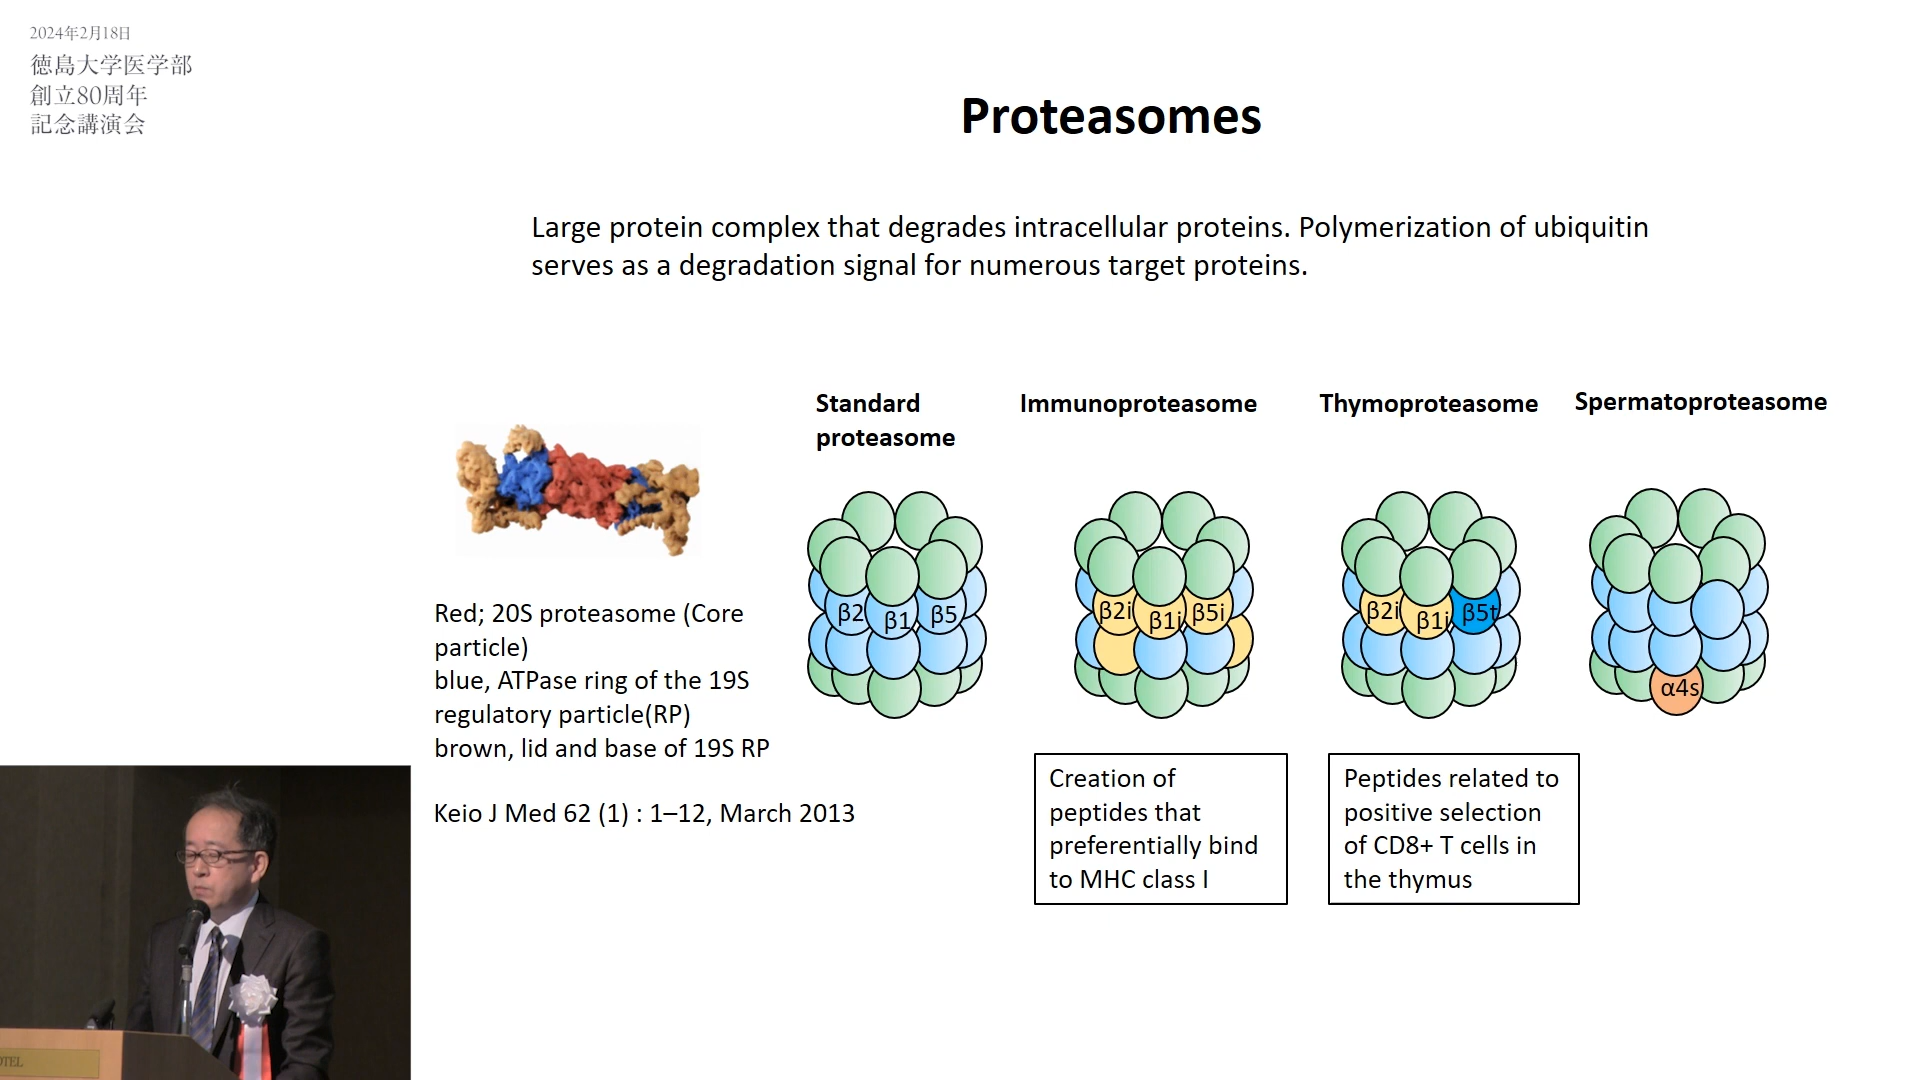 2024年2月18日
徳島大学医学部
創立80周年
記念講演会
Proteasomes
Large protein complex that degrades intracellular proteins. Polymerization of ubiquitin
serves as a degradation signal for numerous target proteins.
Standard
proteasome
Immunoproteasome
Thymoproteasome
Spermatoproteasome
β2
β1
β5
β2i
β1i
β5i
β2i
β1i
β5t
α4s
Red; 20S proteasome (Core
particle)
blue, ATPase ring of the 19S
regulatory particle(RP)
brown, lid and base of 19S RP
Keio J Med 62 (1) : 1–12, March 2013
Creation of
peptides that
preferentially bind
to MHC class I
Peptides related to
positive selection
of CD8+ T cells in
the thymus